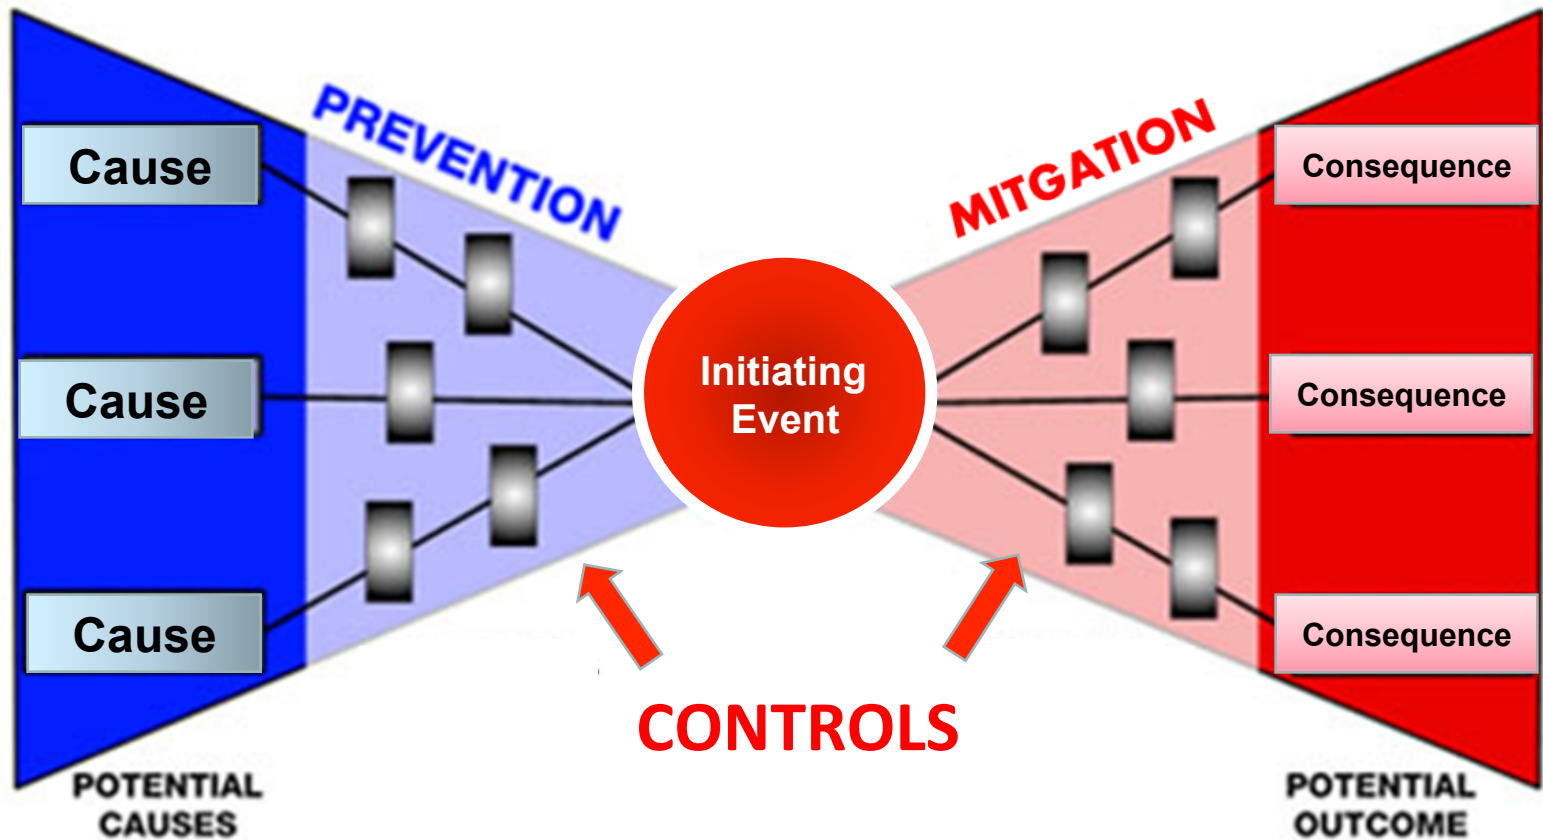 PREVENTION
MITGATION
Cause
Consequence
Cause
Initiating
Event
Consequence
Cause
Consequence
CONTROLS
POTENTIAL
CAUSES
POTENTIAL
OUTCOME